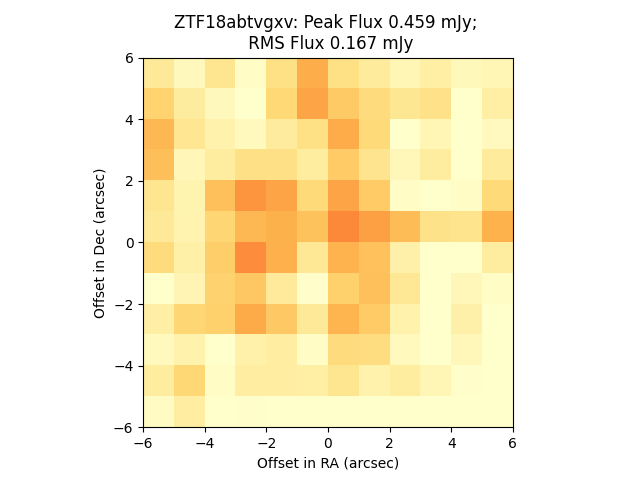 ZTF18abtvgxv: Peak Flux 0.459 mJy;
RMS Flux 0.167 mJy
6
4
2
0
−2
−4
−6
Offset in Dec (arcsec)
−6 −4 −2 0 2 4 6
Offset in RA (arcsec)